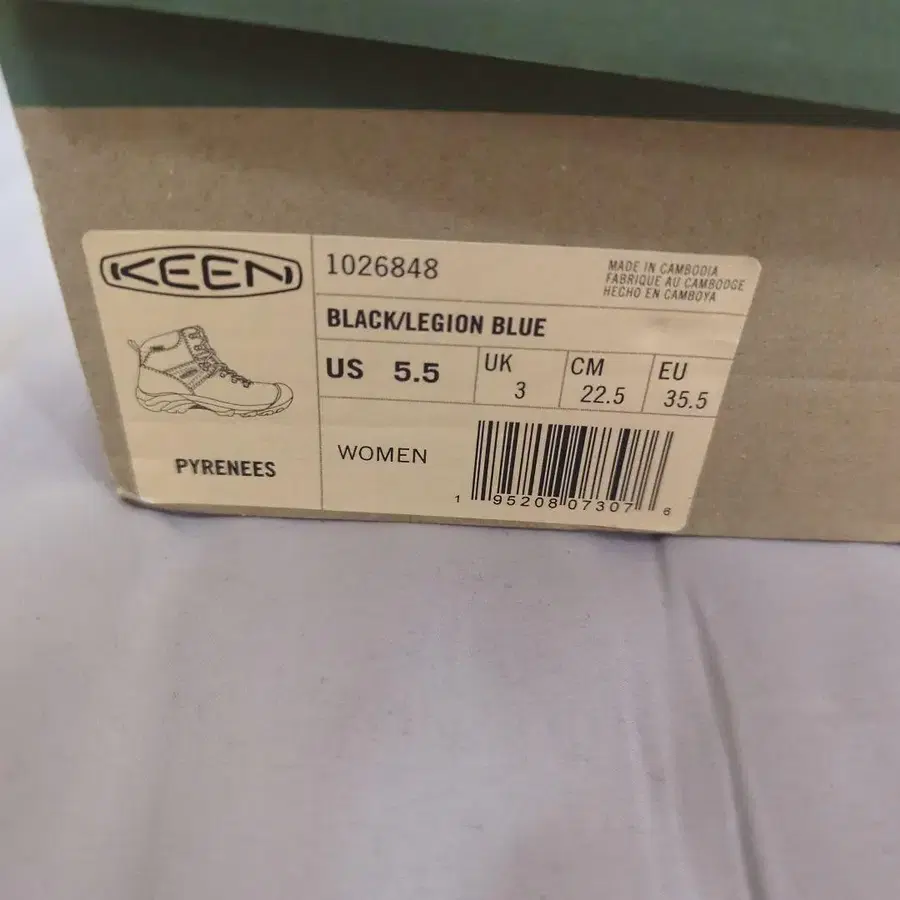 KEEN
PYRENEES
1026848
MADE IN CAMBODIA
FABRIQUE AU CAMBODGE
HECHO EN CAMBOYA
BLACK/LEGION BLUE
US 5.5
UK 3
CM 22.5
EU 35.5
WOMEN
1 95208 07307 6